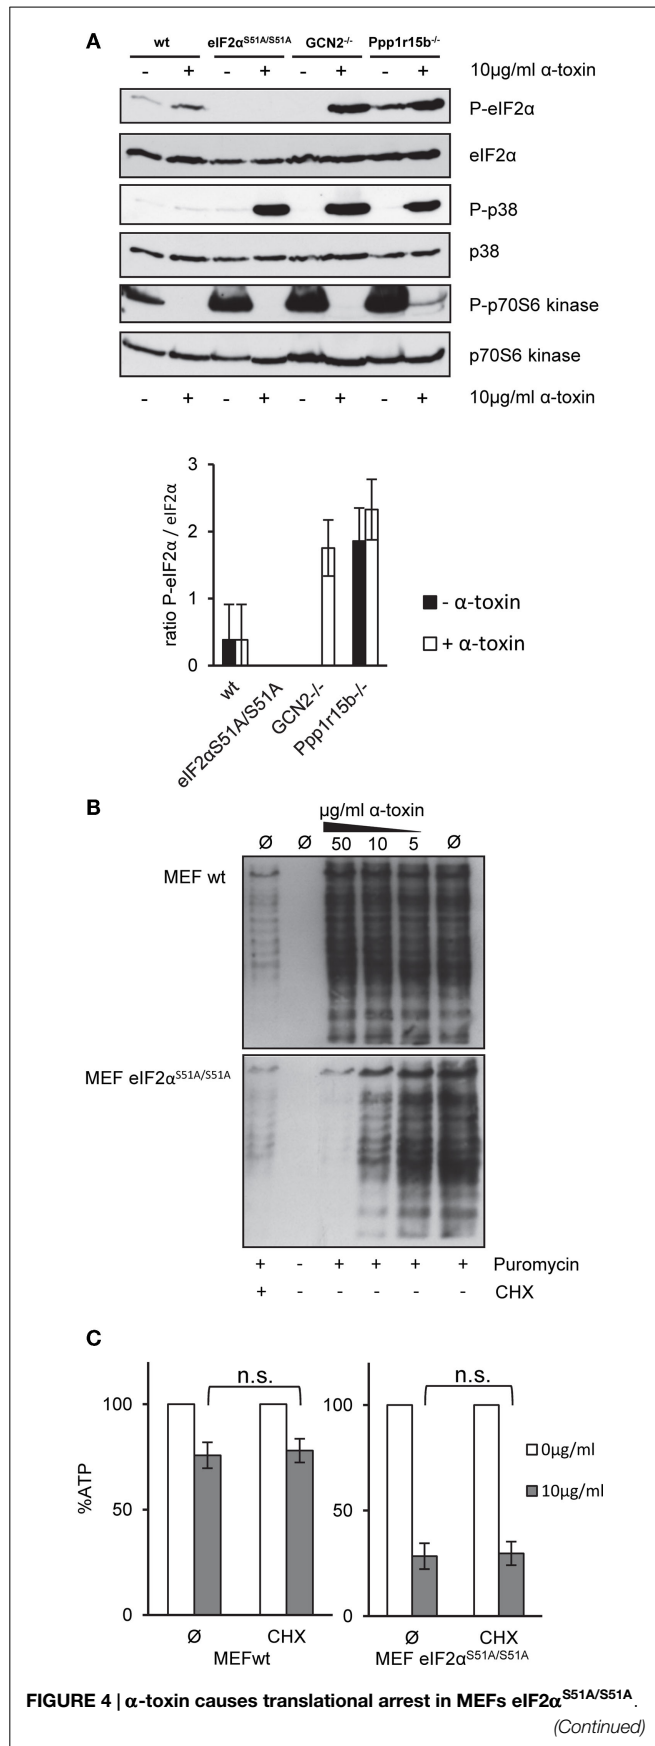 A
wt eIF2αS51A/S51A GCN2-/- Ppp1r15b-/-
- + - + - + - + 10µg/ml α-toxin
P-eIF2α
eIF2α
P-p38
p38
P-p70S6 kinase
p70S6 kinase
- + - + - + - + 10µg/ml α-toxin
ratio P-eIF2α / eIF2α
3
2
1
0
- α-toxin
+ α-toxin
wt
eIF2αS51A/S51A
GCN2-/-
Ppp1r15b-/-
B
µg/ml α-toxin
Ø Ø 50 10 5 Ø
MEF wt
MEF eIF2αS51A/S51A
+ - + + + + Puromycin
+ - - - - - CHX
C
n.s. n.s.
100 100
%ATP
50 50
0 0
0µg/ml
10µg/ml
Ø CHX Ø CHX
MEFwt MEF eIF2αS51A/S51A
FIGURE 4 | α-toxin causes translational arrest in MEFs eIF2αS51A/S51A.
(Continued)